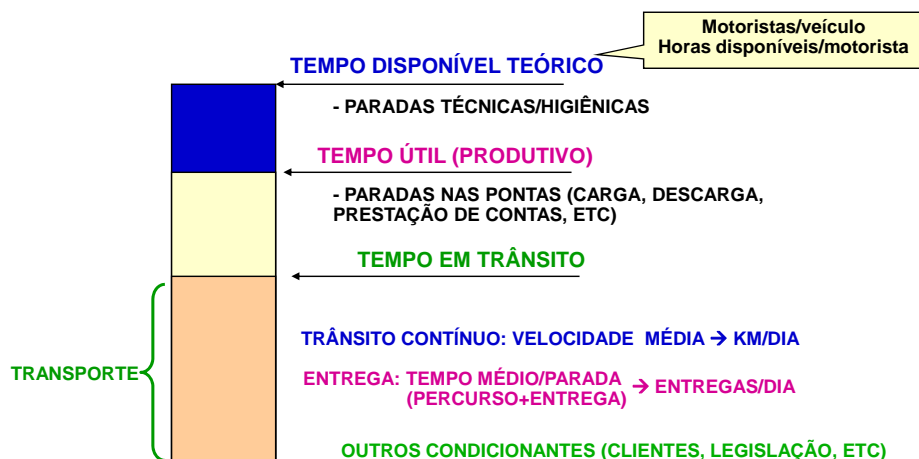 Motoristas/veículo
Horas disponíveis/motorista
TEMPO DISPONÍVEL TEÓRICO
- PARADAS TÉCNICAS/HIGIÊNICAS
TEMPO ÚTIL (PRODUTIVO)
- PARADAS NAS PONTAS (CARGA, DESCARGA,
PRESTAÇÃO DE CONTAS, ETC)
TEMPO EM TRÂNSITO
TRÂNSITO CONTÍNUO: VELOCIDADE MÉDIA → KM/DIA
TRANSPORTE
ENTREGA: TEMPO MÉDIO/PARADA → ENTREGAS/DIA
(PERCURSO+ENTREGA)
OUTROS CONDICIONANTES (CLIENTES, LEGISLAÇÃO, ETC)